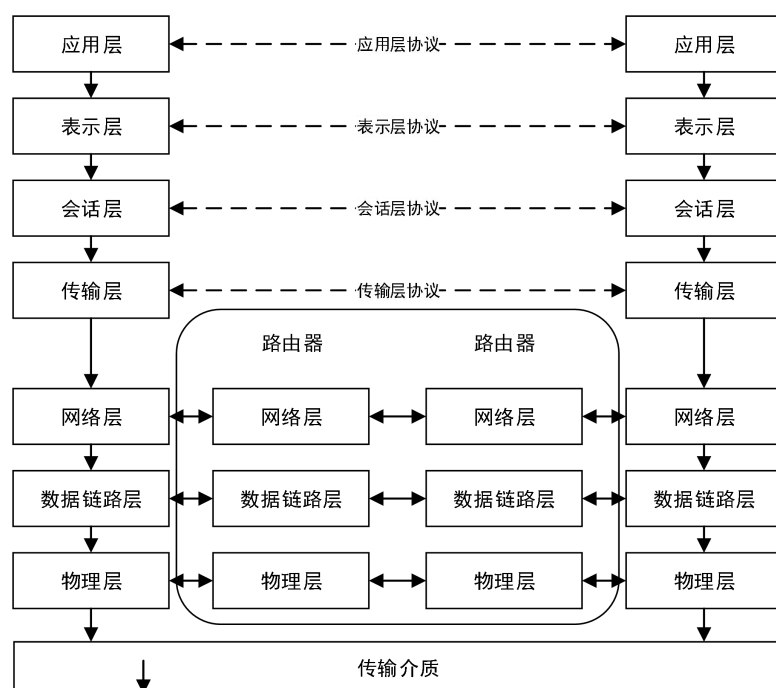 应用层 应用层协议 应用层
表示层 表示层协议 表示层
会话层 会话层协议 会话层
传输层 传输层协议 传输层
路由器 路由器
网络层 网络层 网络层 网络层
数据链路层 数据链路层 数据链路层 数据链路层
物理层 物理层 物理层 物理层
传输介质